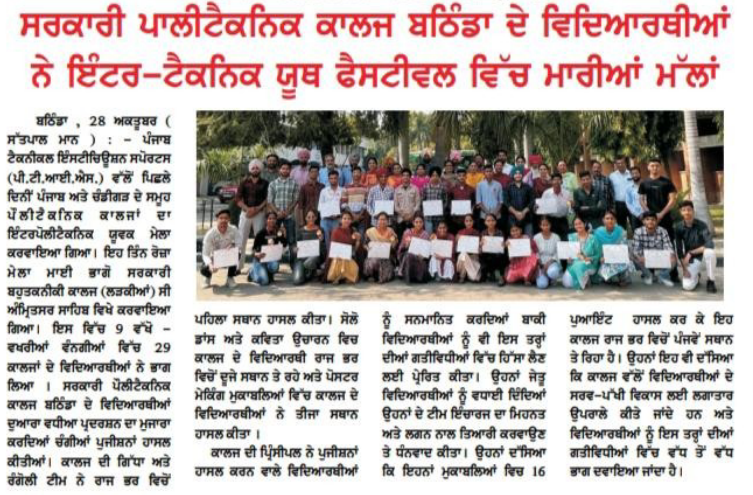 ਸਰਕਾਰੀ ਪਾਲੀਟੈਕਨਿਕ ਕਾਲਜ ਬਠਿੰਡਾ ਦੇ ਵਿਦਿਆਰਥੀਆਂ
ਨੇ ਇੰਟਰ-ਟੈਕਨਿਕ ਯੂਥ ਫੈਸਟੀਵਲ ਵਿੱਚ ਮਾਰੀਆਂ ਮੱਲਾਂ
ਬਠਿੰਡਾ , 28 ਅਕਤੂਬਰ (
ਸੱਤਪਾਲ ਮਾਨ ) : - ਪੰਜਾਬ
ਟੈਕਨੀਕਲ ਇੰਸਟੀਚਿਊਸ਼ਨ ਸਪੋਰਟਸ
(ਪੀ.ਟੀ.ਆਈ.ਐਸ.) ਵੱਲੋਂ ਪਿਛਲੇ
ਦਿਨੀਂ ਪੰਜਾਬ ਅਤੇ ਚੰਡੀਗੜ ਦੇ ਸਮੂਹ
ਪੌਲੀਟੈਕਨਿਕ ਕਾਲਜਾਂ ਦਾ
ਇੰਟਰਪੋਲੀਟੈਕਨਿਕ ਯੂਵਕ ਮੇਲਾ
ਕਰਵਾਇਆ ਗਿਆ। ਇਹ ਤਿੰਨ ਰੋਜ਼ਾ
ਮੇਲਾ ਮਾਈ ਭਾਗੋ ਸਰਕਾਰੀ
ਬਹੁਤਕਨੀਕੀ ਕਾਲਜ (ਲੜਕੀਆਂ) ਸੀ
ਅੰਮ੍ਰਿਤਸਰ ਸਾਹਿਬ ਵਿਖੇ ਕਰਵਾਇਆ
ਗਿਆ। ਇਸ ਵਿੱਚ 9 ਵੱਖੋ -
ਵਖਰੀਆਂ ਵੰਨਗੀਆਂ ਵਿੱਚ 29
ਕਾਲਜਾਂ ਦੇ ਵਿਦਿਆਰਥੀਆਂ ਨੇ ਭਾਗ
ਲਿਆ । ਸਰਕਾਰੀ ਪੌਲੀਟੈਕਨਿਕ
ਕਾਲਜ ਬਠਿੰਡਾ ਦੇ ਵਿਦਿਆਰਥੀਆਂ
ਦੁਆਰਾ ਵਧੀਆ ਪ੍ਰਦਰਸ਼ਨ ਦਾ ਮੁਜਾਰਾ
ਕਰਦਿਆਂ ਚੰਗੀਆਂ ਪੁਜੀਸ਼ਨਾਂ ਹਾਸਲ
ਕੀਤੀਆਂ। ਕਾਲਜ ਦੀ ਗਿੱਧਾ ਅਤੇ
ਰੰਗੋਲੀ ਟੀਮ ਨੇ ਰਾਜ ਭਰ ਵਿਚੋਂ
ਪਹਿਲਾ ਸਥਾਨ ਹਾਸਲ ਕੀਤਾ। ਸੋਲੋ
ਡਾਂਸ ਅਤੇ ਕਵਿਤਾ ਉਚਾਰਨ ਵਿਚ
ਕਾਲਜ ਦੇ ਵਿਦਿਆਰਥੀ ਰਾਜ ਭਰ
ਵਿਚੋਂ ਦੂਜੇ ਸਥਾਨ ਤੇ ਰਹੇ ਅਤੇ ਪੋਸਟਰ
ਮੇਕਿੰਗ ਮੁਕਾਬਲਿਆਂ ਵਿੱਚ ਕਾਲਜ ਦੇ
ਵਿਦਿਆਰਥੀਆਂ ਨੇ ਤੀਜਾ ਸਥਾਨ
ਹਾਸਲ ਕੀਤਾ ।
ਕਾਲਜ ਦੀ ਪ੍ਰਿੰਸੀਪਲ ਨੇ ਪੁਜੀਸ਼ਨਾਂ
ਹਾਸਲ ਕਰਨ ਵਾਲੇ ਵਿਦਿਆਰਥੀਆਂ
ਨੂੰ ਸਨਮਾਨਿਤ ਕਰਦਿਆਂ ਬਾਕੀ
ਵਿਦਿਆਰਥੀਆਂ ਨੂੰ ਵੀ ਇਸ ਤਰ੍ਹਾਂ
ਦੀਆਂ ਗਤੀਵਿਧੀਆਂ ਵਿੱਚ ਹਿੱਸਾ ਲੈਣ
ਲਈ ਪ੍ਰੇਰਿਤ ਕੀਤਾ। ਉਹਨਾਂ ਜੇਤੂ
ਵਿਦਿਆਰਥੀਆਂ ਨੂੰ ਵਧਾਈ ਦਿੰਦਿਆਂ
ਉਹਨਾਂ ਦੇ ਟੀਮ ਇੰਚਾਰਜ ਦਾ ਮਿਹਨਤ
ਅਤੇ ਲਗਨ ਨਾਲ ਤਿਆਰੀ ਕਰਵਾਉਣ
ਤੇ ਧੰਨਵਾਦ ਕੀਤਾ। ਉਹਨਾਂ ਦੱਸਿਆ
ਕਿ ਇਹਨਾਂ ਮੁਕਾਬਲਿਆਂ ਵਿਚ 16
ਪੁਆਇੰਟ ਹਾਸਲ ਕਰ ਕੇ ਇਹ
ਕਾਲਜ ਰਾਜ ਭਰ ਵਿਚੋਂ ਪੰਜਵੇਂ ਸਥਾਨ
ਤੇ ਰਿਹਾ ਹੈ। ਉਹਨਾਂ ਇਹ ਵੀ ਦੱਸਿਆ
ਕਿ ਕਾਲਜ ਵੱਲੋਂ ਵਿਦਿਆਰਥੀਆਂ ਦੇ
ਸਰਵ-ਪੱਖੀ ਵਿਕਾਸ ਲਈ ਲਗਾਤਾਰ
ਉਪਰਾਲੇ ਕੀਤੇ ਜਾਂਦੇ ਹਨ ਅਤੇ
ਵਿਦਿਆਰਥੀਆਂ ਨੂੰ ਇਸ ਤਰ੍ਹਾਂ ਦੀਆਂ
ਗਤੀਵਿਧੀਆਂ ਵਿੱਚ ਵੱਧ ਤੋਂ ਵੱਧ
ਭਾਗ ਦਵਾਇਆ ਜਾਂਦਾ ਹੈ।